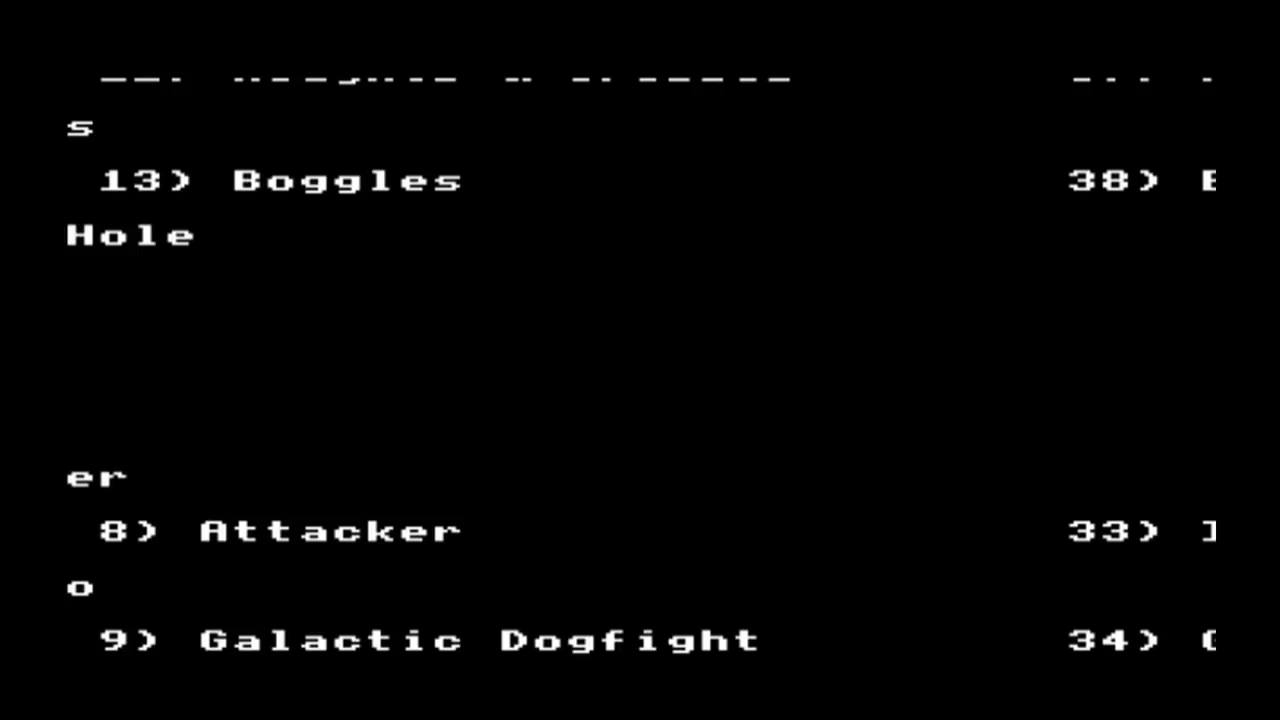 s
13) Boggles 38)
Hole
er
8) Attacker 33)
o
9) Galactic Dogfight 34)